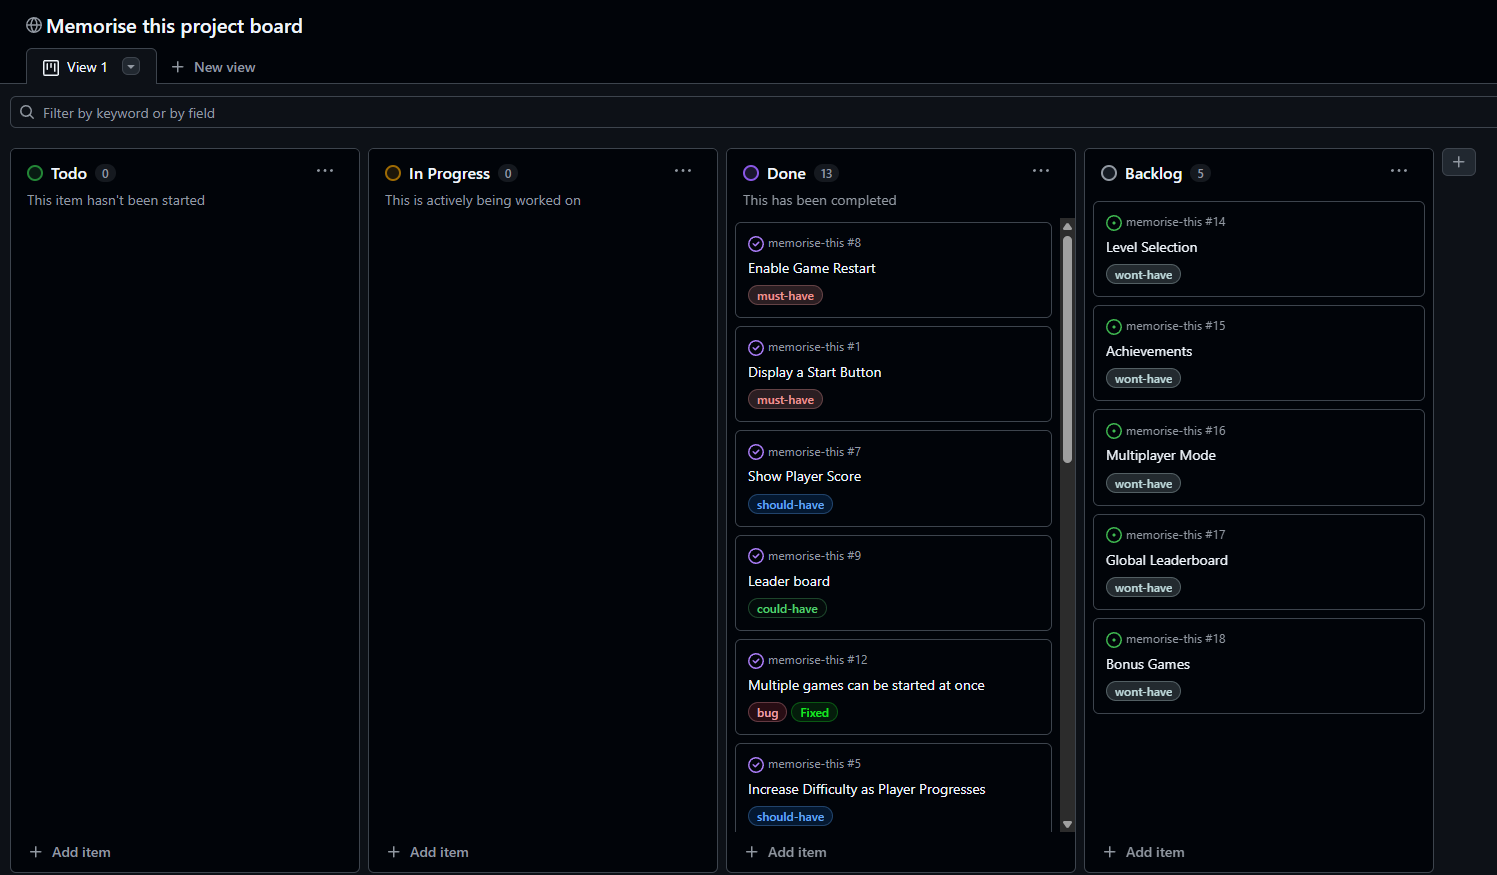 Memorise this project board
View 1
New view
Filter by keyword or by field
Todo 0
This item hasn't been started
Add item
In Progress 0
This is actively being worked on
Add item
Done 13
This has been completed
memorise-this #8
Enable Game Restart
must-have
memorise-this #1
Display a Start Button
must-have
memorise-this #7
Show Player Score
should-have
memorise-this #9
Leader board
could-have
memorise-this #12
Multiple games can be started at once
bug Fixed
memorise-this #5
Increase Difficulty as Player Progresses
should-have
Add item
Backlog 5
memorise-this #14
Level Selection
wont-have
memorise-this #15
Achievements
wont-have
memorise-this #16
Multiplayer Mode
wont-have
memorise-this #17
Global Leaderboard
wont-have
memorise-this #18
Bonus Games
wont-have
Add item